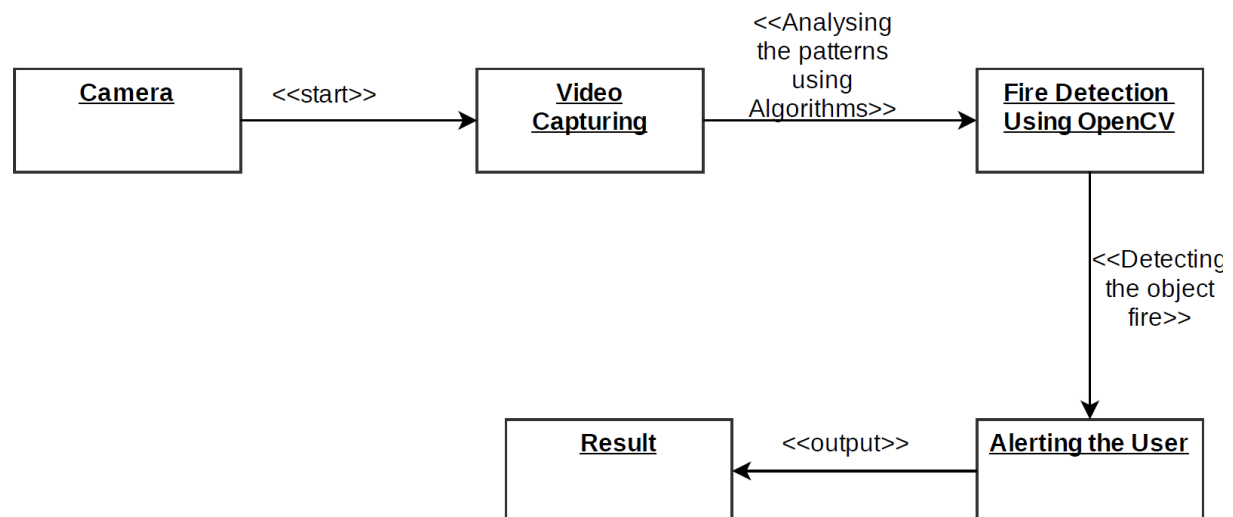 <<Analysing
the patterns
using
Algorithms>>
Camera
<<start>>
Video
Capturing
Fire Detection
Using OpenCV
<<Detecting
the object
fire>>
Result
<<output>>
Alerting the User